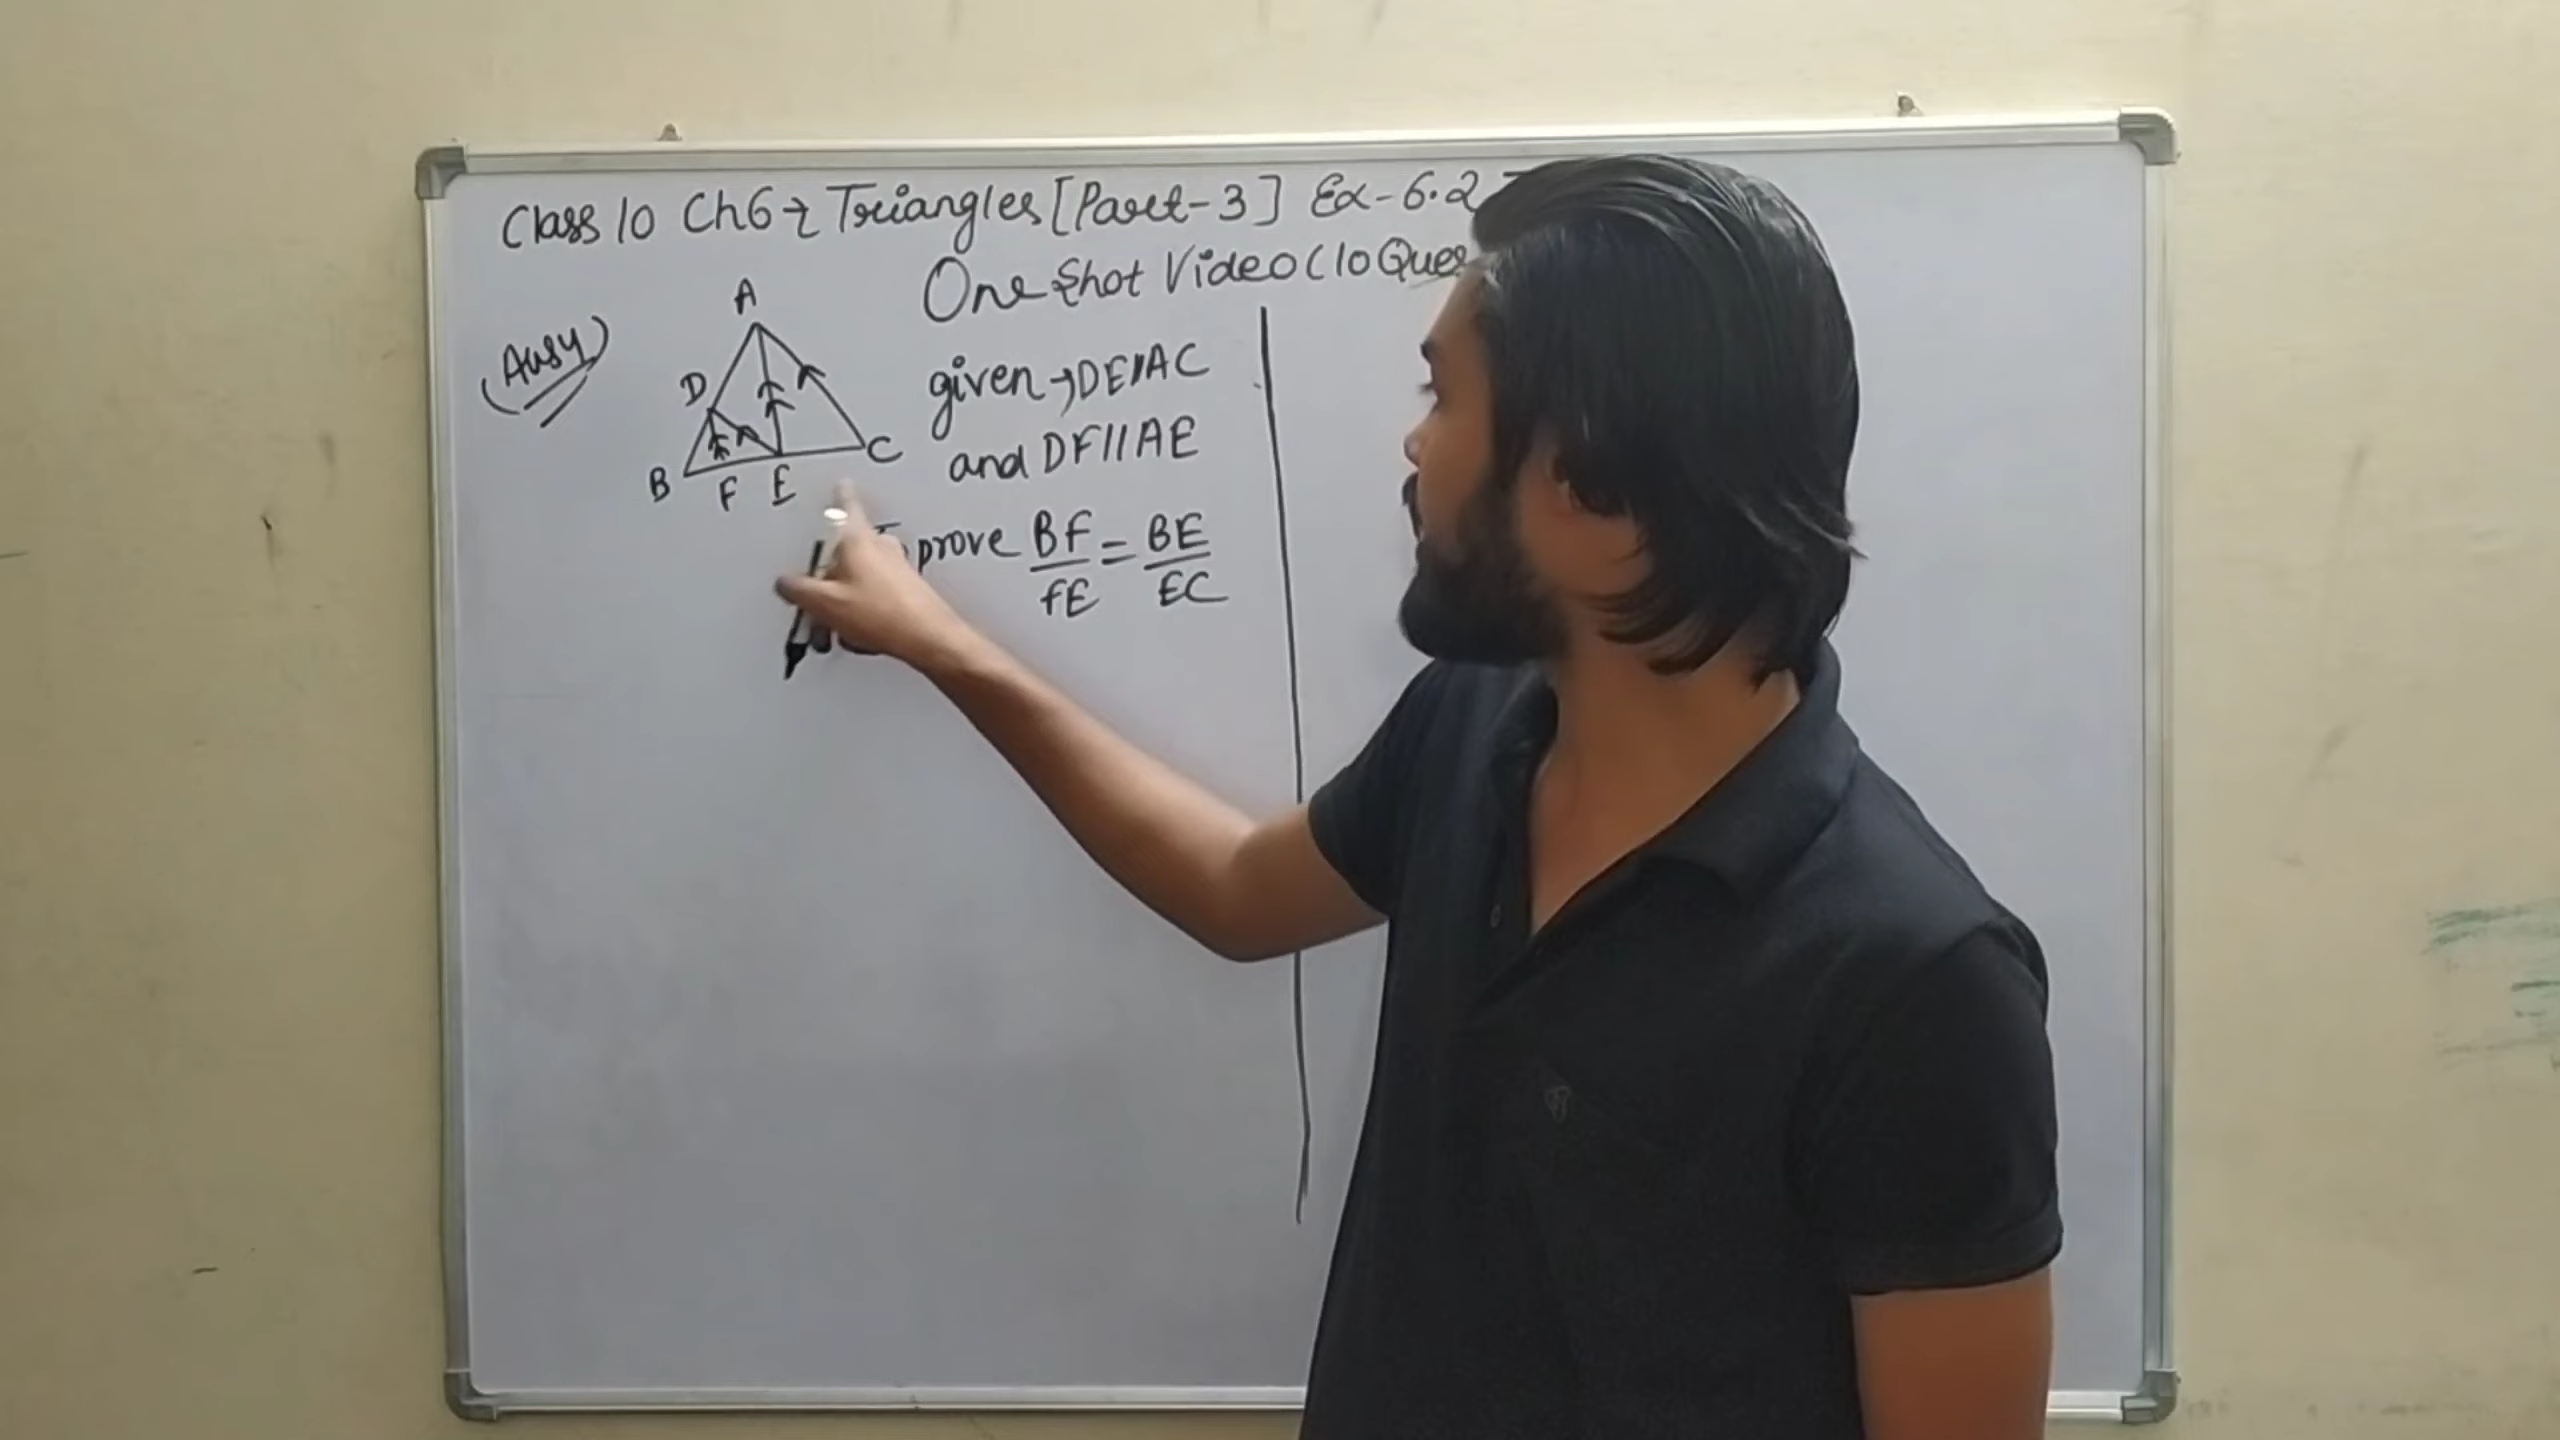 Class 10 Ch6 → Triangles [Part-3] Ex-6.2
One Shot Video (10 Ques
(Ans4)
A
D
B F E C
given → DE||AC
and DF||AE
prove BF/FE = BE/EC